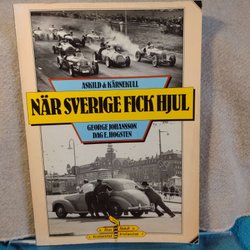 ASKILD & KÄRNEKULL
NÄR SVERIGE FICK HJUL
GEORGE JOHANSSON
DAG E. HOGSTEN